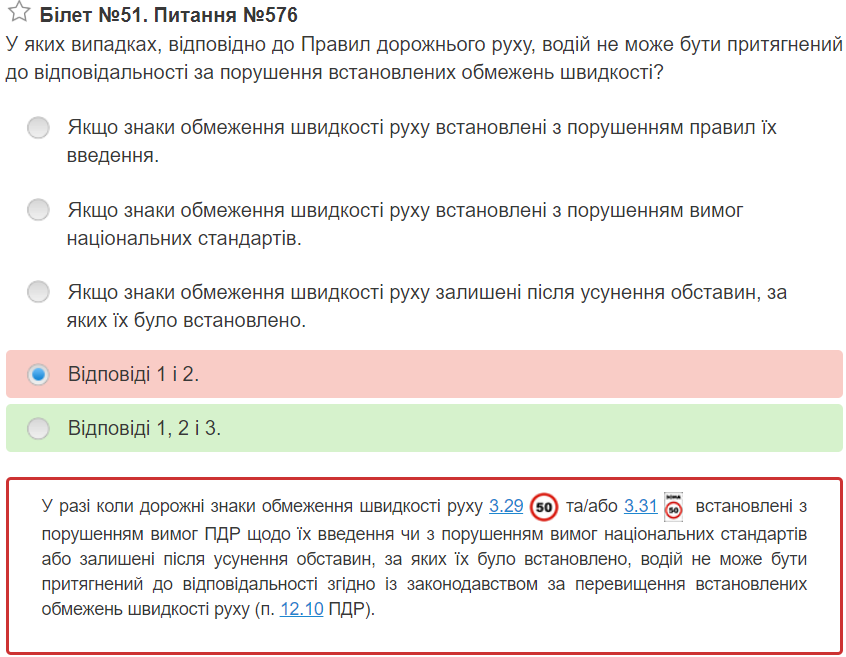 Білет №51. Питання №576
У яких випадках, відповідно до Правил дорожнього руху, водій не може бути притягнений
до відповідальності за порушення встановлених обмежень швидкості?
Якщо знаки обмеження швидкості руху встановлені з порушенням правил їх
введення.
Якщо знаки обмеження швидкості руху встановлені з порушенням вимог
національних стандартів.
Якщо знаки обмеження швидкості руху залишені після усунення обставин, за
яких їх було встановлено.
Відповіді 1 і 2.
Відповіді 1, 2 і 3.
У разі коли дорожні знаки обмеження швидкості руху 3.29 50 та/або 3.31 ЗОНА 50 встановлені з
порушенням вимог ПДР щодо їх введення чи з порушенням вимог національних стандартів
або залишені після усунення обставин, за яких їх було встановлено, водій не може бути
притягнений до відповідальності згідно із законодавством за перевищення встановлених
обмежень швидкості руху (п. 12.10 ПДР).